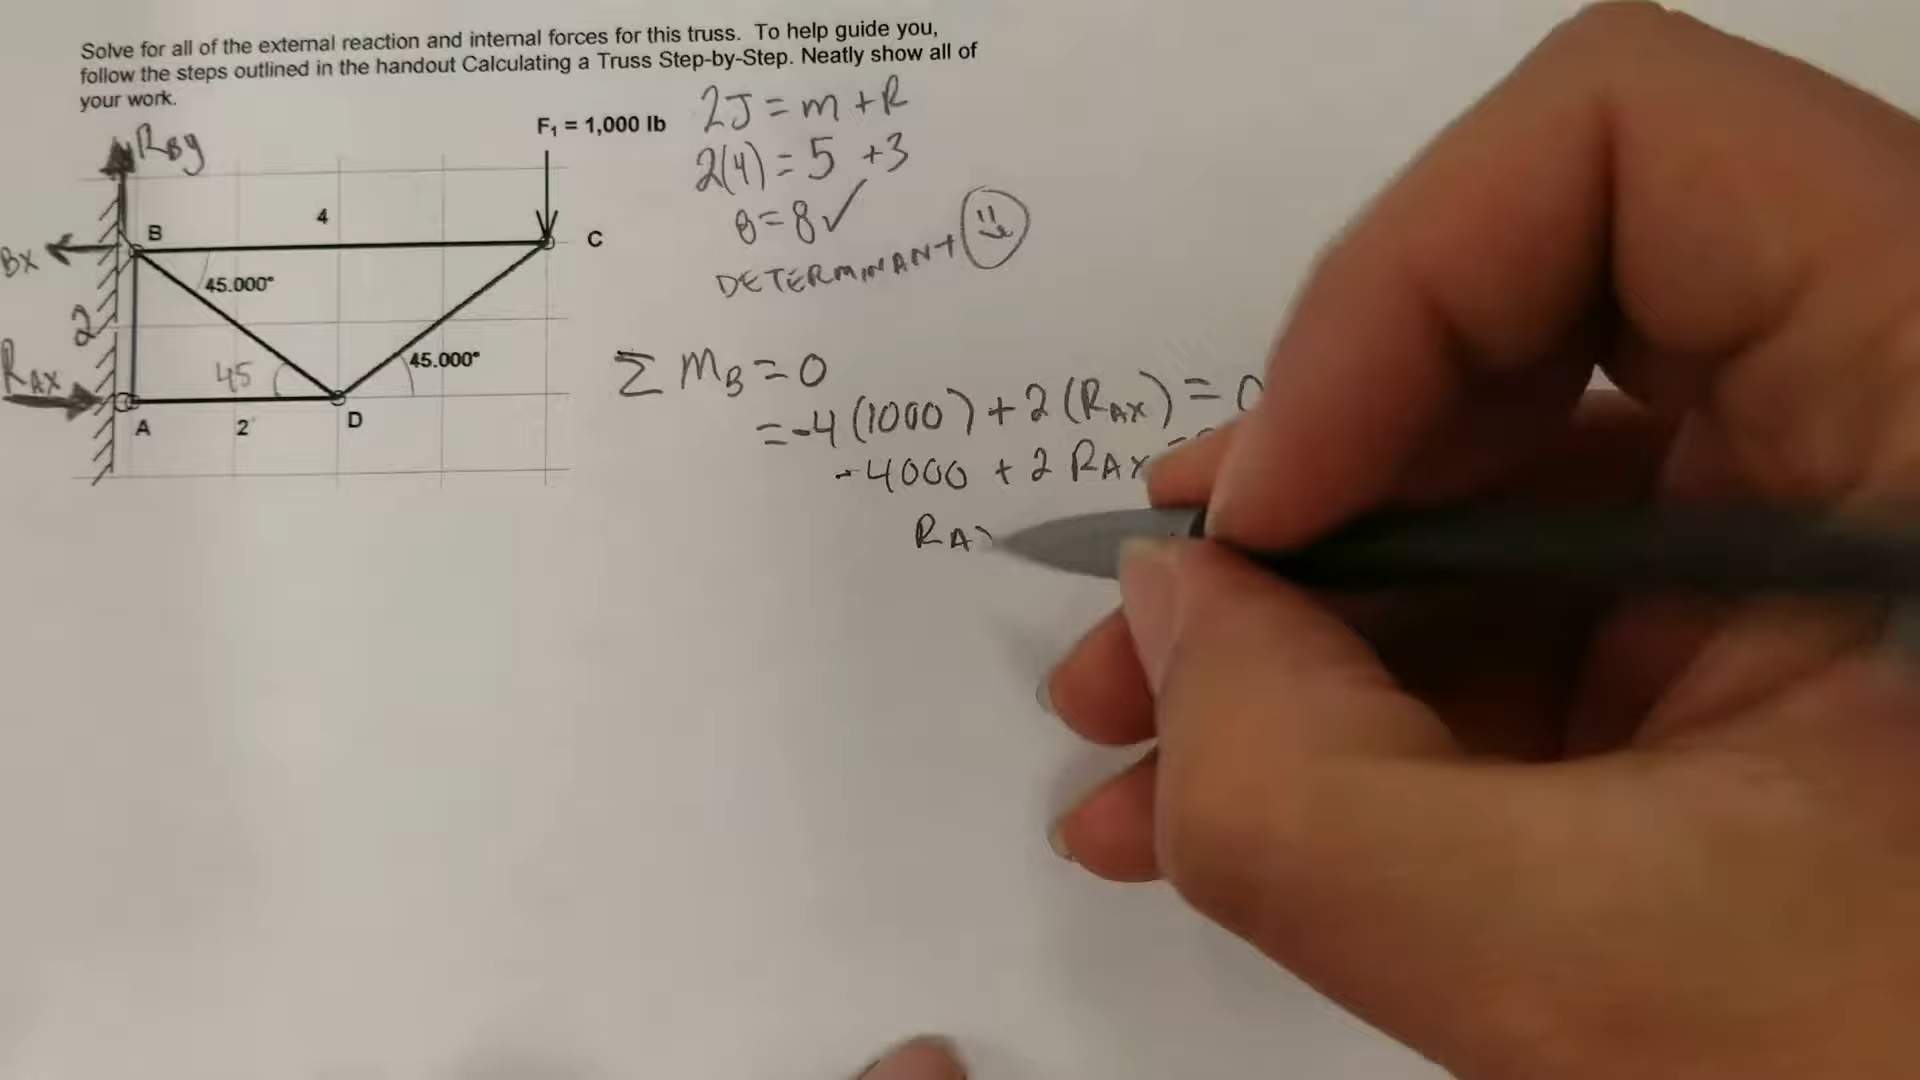 Solve for all of the external reaction and internal forces for this truss. To help guide you,
follow the steps outlined in the handout Calculating a Truss Step-by-Step. Neatly show all of
your work.
RBy
F₁ = 1,000 lb
2J = m + R
2(4) = 5 + 3
8 = 8 ✓
DETERMINANT
4
B
C
BX
45.000°
2
RAX
45
45.000°
A
2'
D
Σ MB = 0
= -4 (1000) + 2 (RAX) = 0
-4000 + 2 RAX =
RAX